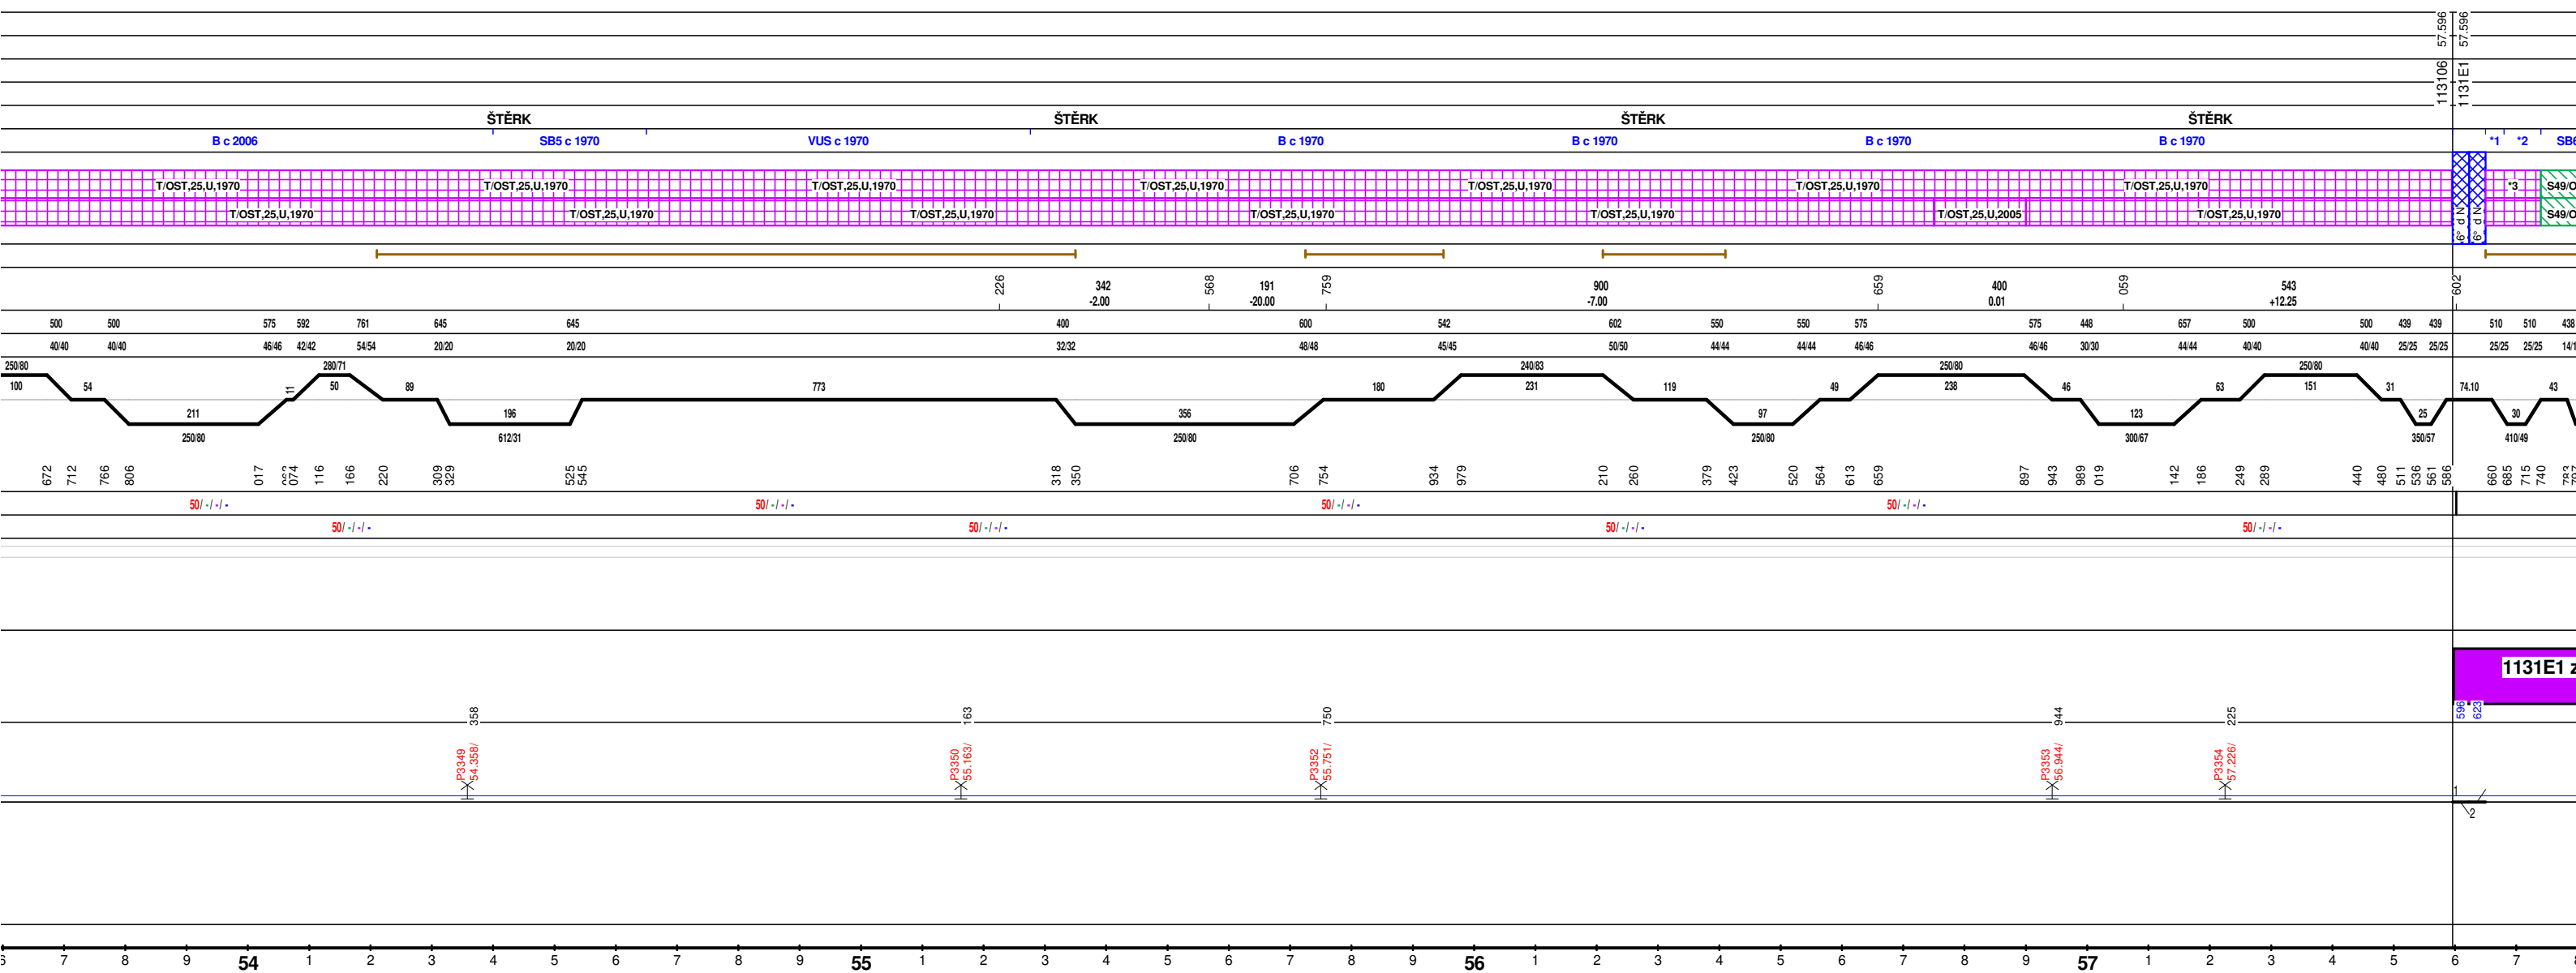 57.596 57.596
113106 1131E1
ŠTĚRK ŠTĚRK ŠTĚRK ŠTĚRK
B c 2006 SB5 c 1970 VUS c 1970 B c 1970 B c 1970 B c 1970 B c 1970 *1 *2
T/OST,25,U,1970 T/OST,25,U,1970 T/OST,25,U,1970 T/OST,25,U,1970 T/OST,25,U,1970 T/OST,25,U,1970 T/OST,25,U,1970 *3 S49/O
T/OST,25,U,1970 T/OST,25,U,1970 T/OST,25,U,1970 T/OST,25,U,1970 T/OST,25,U,1970 T/OST,25,U,2005 T/OST,25,U,1970 S49/O
6° d N 6° d N
226 342 568 191 759 900 659 400 059 543 602
-2.00 -20.00 -7.00 0.01 +12.25
500 500 575 592 761 645 645 400 600 542 602 550 550 575 575 448 657 500 500 439 439 510 510 438
40/40 40/40 46/46 42/42 54/54 20/20 20/20 32/32 48/48 45/45 50/50 44/44 44/44 46/46 46/46 30/30 44/44 40/40 40/40 25/25 25/25 25/25 25/25 14/1
250/80 280/71 240/83 250/80 250/80
100 54 11 50 89 773 180 231 119 49 238 46 63 151 31 74.10 43
211 196 356 97 123 25 30
250/80 612/31 250/80 250/80 300/67 350/57 410/49
672 712 766 806 017 074 116 166 220 309 329 525 545 318 350 706 754 934 979 210 260 379 423 520 564 613 659 897 943 989 019 142 186 249 289 440 480 511 536 561 586 660 685 715 740 783
50/ - / - / - 50/ - / - / - 50/ - / - / - 50/ - / - / -
50/ - / - / - 50/ - / - / - 50/ - / - / - 50/ - / - / -
1131E1 z
596 623
358 163 750 944 225
P3349 54.358/ P3350 55.163/ P3352 55.751/ P3353 56.944/ P3354 57.226/
1
2
6 7 8 9 54 1 2 3 4 5 6 7 8 9 55 1 2 3 4 5 6 7 8 9 56 1 2 3 4 5 6 7 8 9 57 1 2 3 4 5 6 7